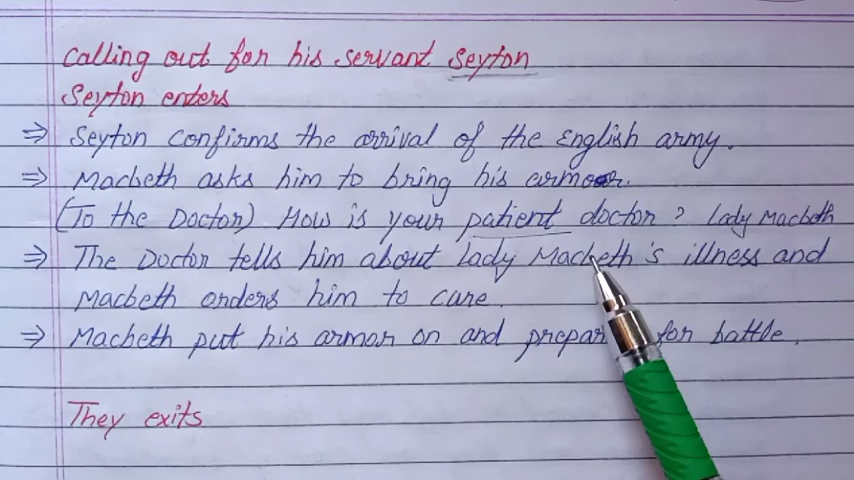 Calling out for his servant Seyton
Seyton enters
⇒ Seyton confirms the arrival of the English army.
⇒ Macbeth asks him to bring his armour.
(To the Doctor) How is your patient doctor? Lady Macbeth
⇒ The Doctor tells him about Lady Macbeth's illness and
Macbeth orders him to cure.
⇒ Macbeth put his armor on and prepar for battle.
They exits